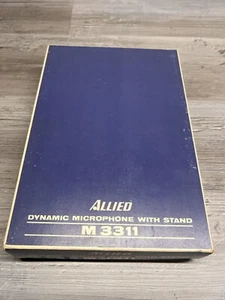 ALLIED
DYNAMIC MICROPHONE WITH STAND
M 3311